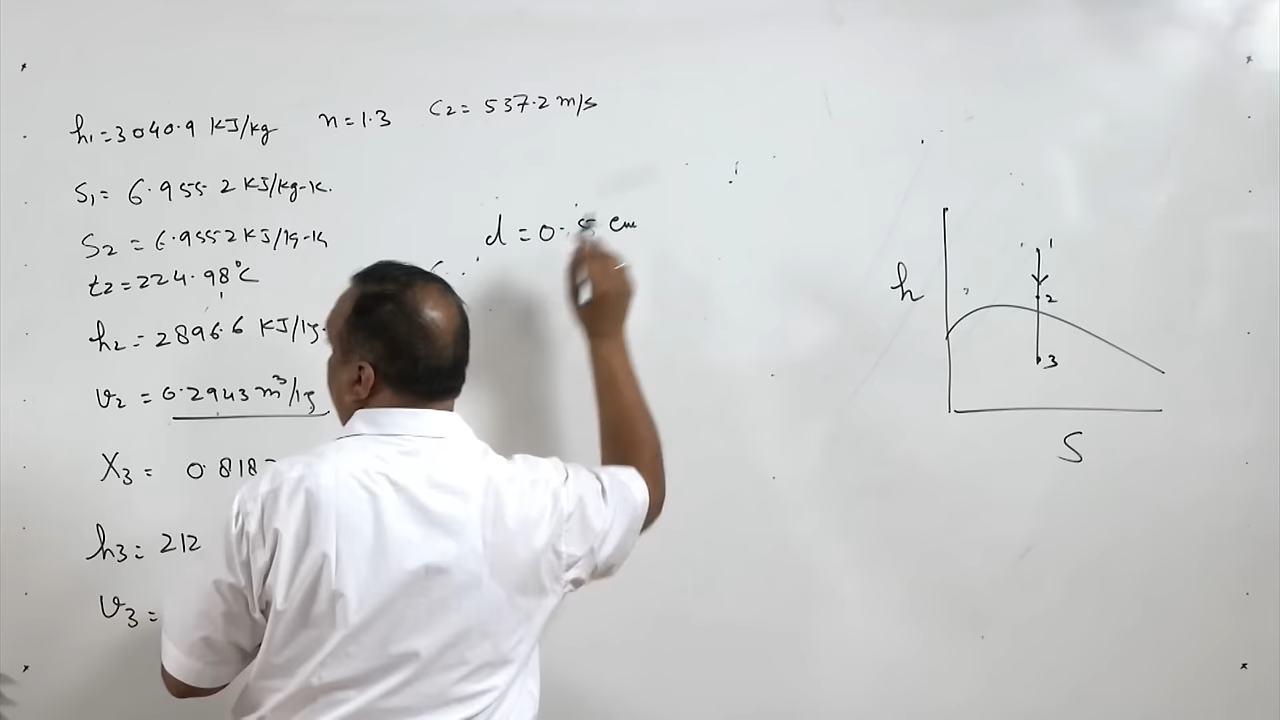 h₁=3040.9 KJ/kg n=1.3 C₂= 537.2 m/s
S₁= 6.9552 KJ/kg-K.
S₂ = 6.9552 KJ/kg-K
d = 0. cm
t₂=224.98°C
h₂= 2896.6 KJ/kg.
v₂ = 0.2943 m³/kg
X₃= 0.818
h₃= 212
v₃=
1
2
3
h
S